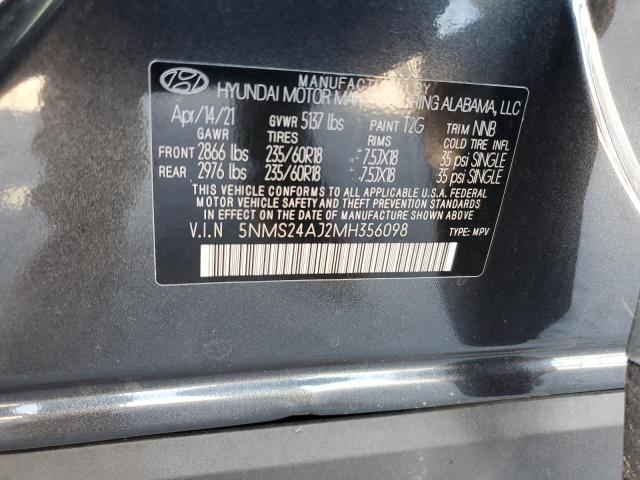 MANUFACTURED BY
HYUNDAI MOTOR MANUFACTURING ALABAMA, LLC
Apr/14/21 GVWR 5137 lbs PAINT T2G TRIM NNB
GAWR TIRES RIMS COLD TIRE INFL
FRONT 2866 lbs 235/60R18 7.5JX18 35 psi SINGLE
REAR 2976 lbs 235/60R18 7.5JX18 35 psi SINGLE
THIS VEHICLE CONFORMS TO ALL APPLICABLE U.S.A. FEDERAL
MOTOR VEHICLE SAFETY AND THEFT PREVENTION STANDARDS
IN EFFECT ON THE DATE OF MANUFACTURE SHOWN ABOVE.
V.I.N 5NMS24AJ2MH356098 TYPE: MPV